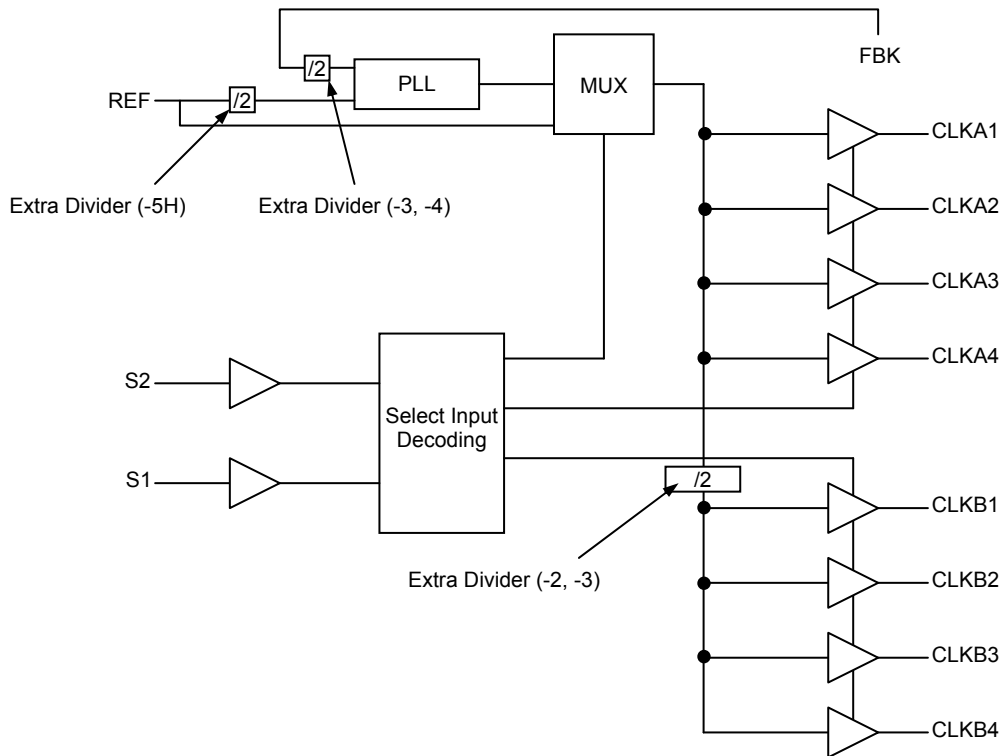 FBK
/2
PLL
MUX
REF
/2
CLKA1
Extra Divider (-5H)
Extra Divider (-3, -4)
CLKA2
CLKA3
CLKA4
S2
Select Input
Decoding
S1
/2
CLKB1
Extra Divider (-2, -3)
CLKB2
CLKB3
CLKB4